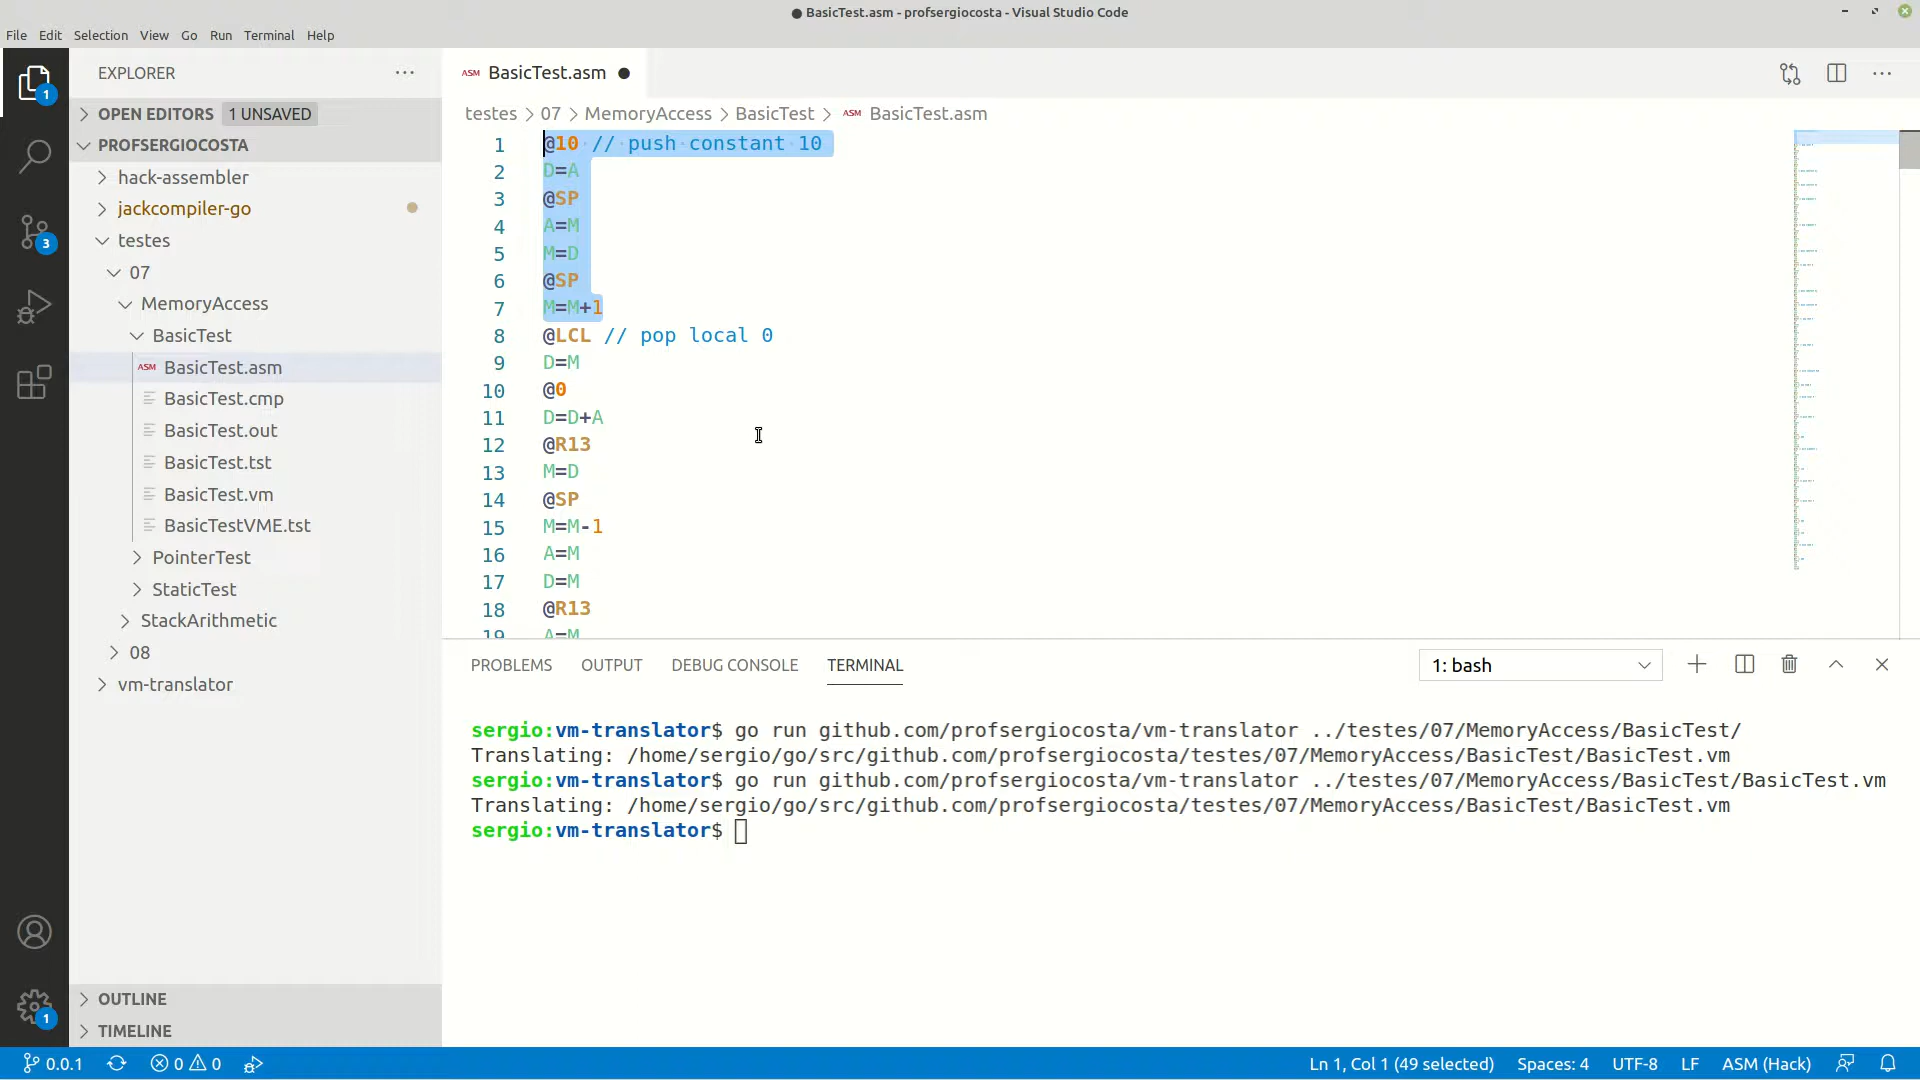 BasicTest.asm - profsergiocosta - Visual Studio Code
File Edit Selection View Go Run Terminal Help
EXPLORER
BasicTest.asm
OPEN EDITORS 1 UNSAVED
testes > 07 > MemoryAccess > BasicTest > ASM BasicTest.asm
PROFSERGIOCOSTA
hack-assembler
jackcompiler-go
testes
07
MemoryAccess
BasicTest
ASM BasicTest.asm
BasicTest.cmp
BasicTest.out
BasicTest.tst
BasicTest.vm
BasicTestVME.tst
PointerTest
StaticTest
StackArithmetic
08
vm-translator
OUTLINE
TIMELINE
1
3
1
1 @10 // push constant 10
2 D=A
3 @SP
4 A=M
5 M=D
6 @SP
7 M=M+1
8 @LCL // pop local 0
9 D=M
10 @0
11 D=D+A
12 @R13
13 M=D
14 @SP
15 M=M-1
16 A=M
17 D=M
18 @R13
19 A=M
PROBLEMS OUTPUT DEBUG CONSOLE TERMINAL 1: bash
sergio:vm-translator$ go run github.com/profsergiocosta/vm-translator ../testes/07/MemoryAccess/BasicTest/
Translating: /home/sergio/go/src/github.com/profsergiocosta/testes/07/MemoryAccess/BasicTest/BasicTest.vm
sergio:vm-translator$ go run github.com/profsergiocosta/vm-translator ../testes/07/MemoryAccess/BasicTest/BasicTest.vm
Translating: /home/sergio/go/src/github.com/profsergiocosta/testes/07/MemoryAccess/BasicTest/BasicTest.vm
sergio:vm-translator$
0.0.1 0 0 Ln 1, Col 1 (49 selected) Spaces: 4 UTF-8 LF ASM (Hack)